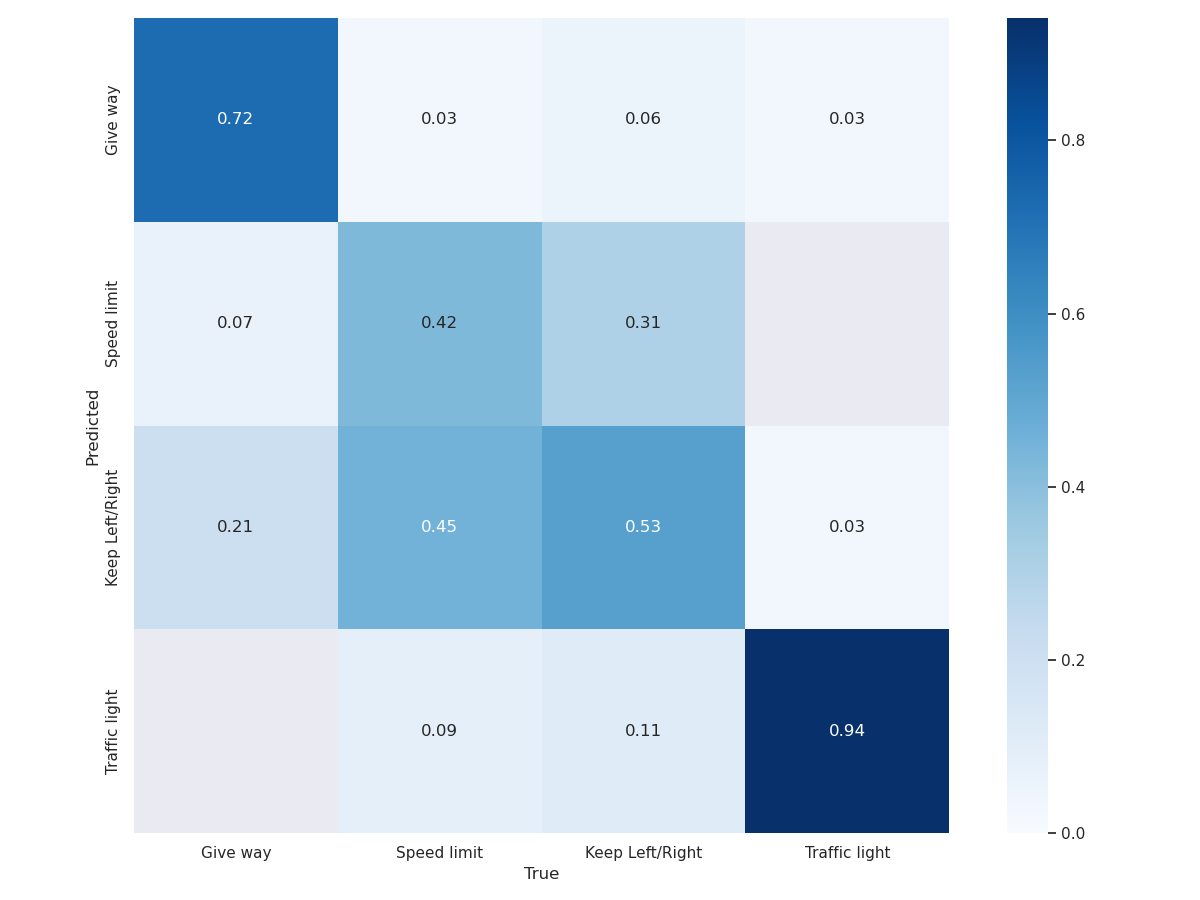 Give way
0.72
0.03
0.06
0.03
Speed limit
0.07
0.42
0.31
Keep Left/Right
0.21
0.45
0.53
0.03
Traffic light
0.09
0.11
0.94
Predicted
Give way
Speed limit
Keep Left/Right
Traffic light
True
0.8
0.6
0.4
0.2
0.0